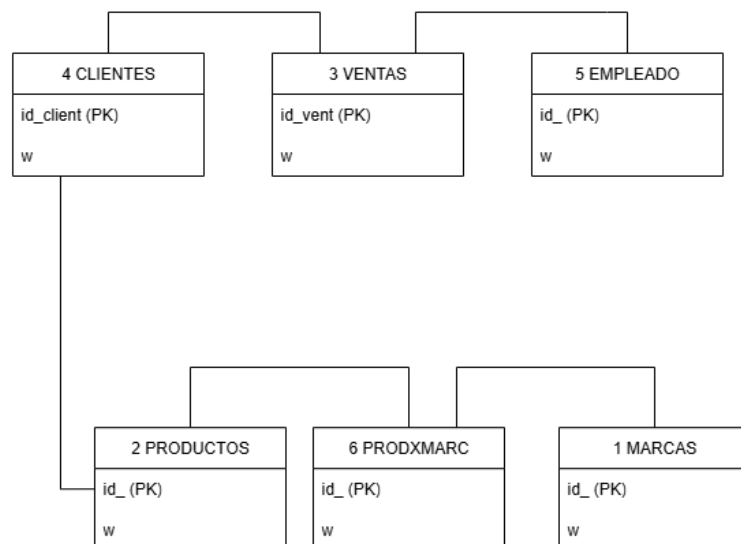 4 CLIENTES
id_client (PK)
w
3 VENTAS
id_vent (PK)
w
5 EMPLEADO
id_ (PK)
w
2 PRODUCTOS
id_ (PK)
w
6 PRODXMARC
id_ (PK)
w
1 MARCAS
id_ (PK)
w